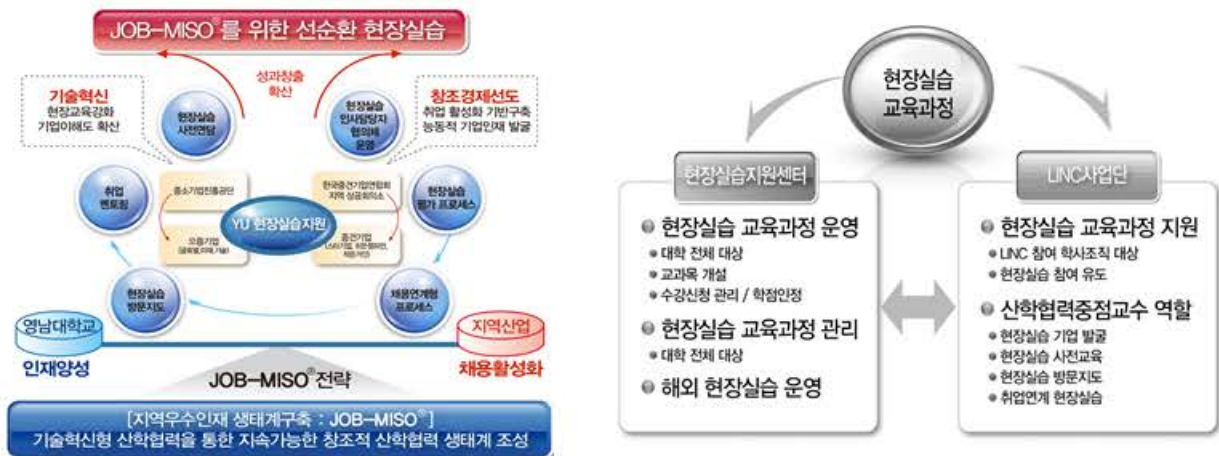 JOB-MISO®를 위한 선순환 현장실습
성과창출
확산
기술혁신
현장교육강화
기업이해도 확산
현장실습
사전면담
현장실습
인사담당자
협의체
운영
창조경제선도
취업 활성화 기반구축
능동적 기업인재 발굴
취업
멘토링
중소기업진흥공단
한국중견기업연합회
지역 상공회의소
현장실습
평가 프로세스
YU 현장실습지원
으뜸기업
중견기업
현장실습
방문지도
채용연계형
프로세스
영남대학교
인재양성
지역산업
채용활성화
JOB-MISO®전략
[지역우수인재 생태계구축 : JOB-MISO®]
기술혁신형 산학협력을 통한 지속가능한 창조적 산학협력 생태계 조성
현장실습
교육과정
현장실습지원센터
현장실습 교육과정 운영
대학 전체 대상
교과목 개설
수강신청 관리 / 학점인정
현장실습 교육과정 관리
대학 전체 대상
해외 현장실습 운영
LINC사업단
현장실습 교육과정 지원
LINC 참여 학사조직 대상
현장실습 참여 유도
산학협력중점교수 역할
현장실습 기업 발굴
현장실습 사전교육
현장실습 방문지도
취업연계 현장실습